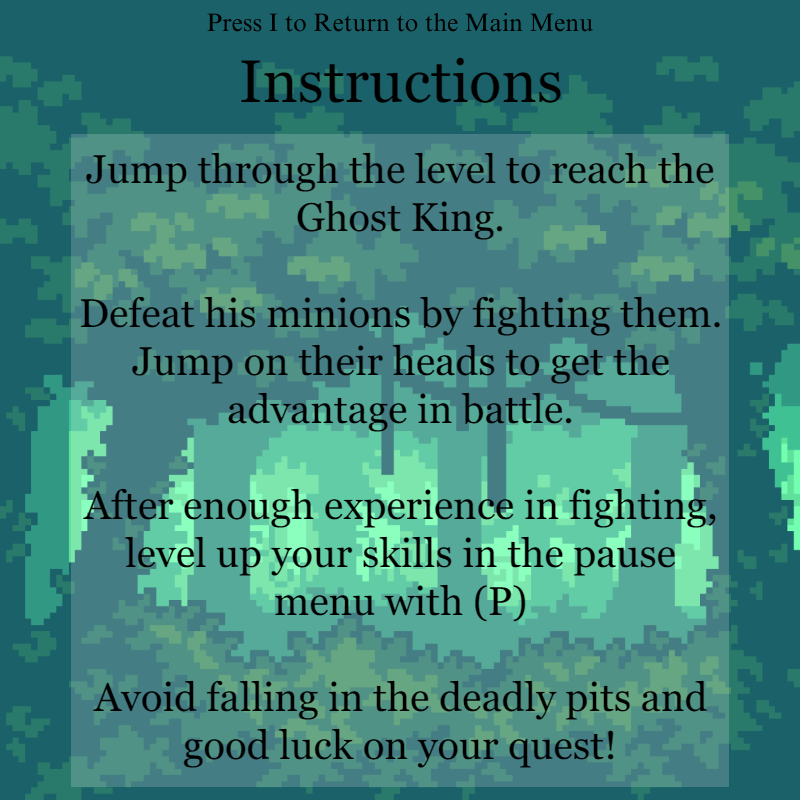 Press I to Return to the Main Menu
Instructions
Jump through the level to reach the
Ghost King.
Defeat his minions by fighting them.
Jump on their heads to get the
advantage in battle.
After enough experience in fighting,
level up your skills in the pause
menu with (P)
Avoid falling in the deadly pits and
good luck on your quest!